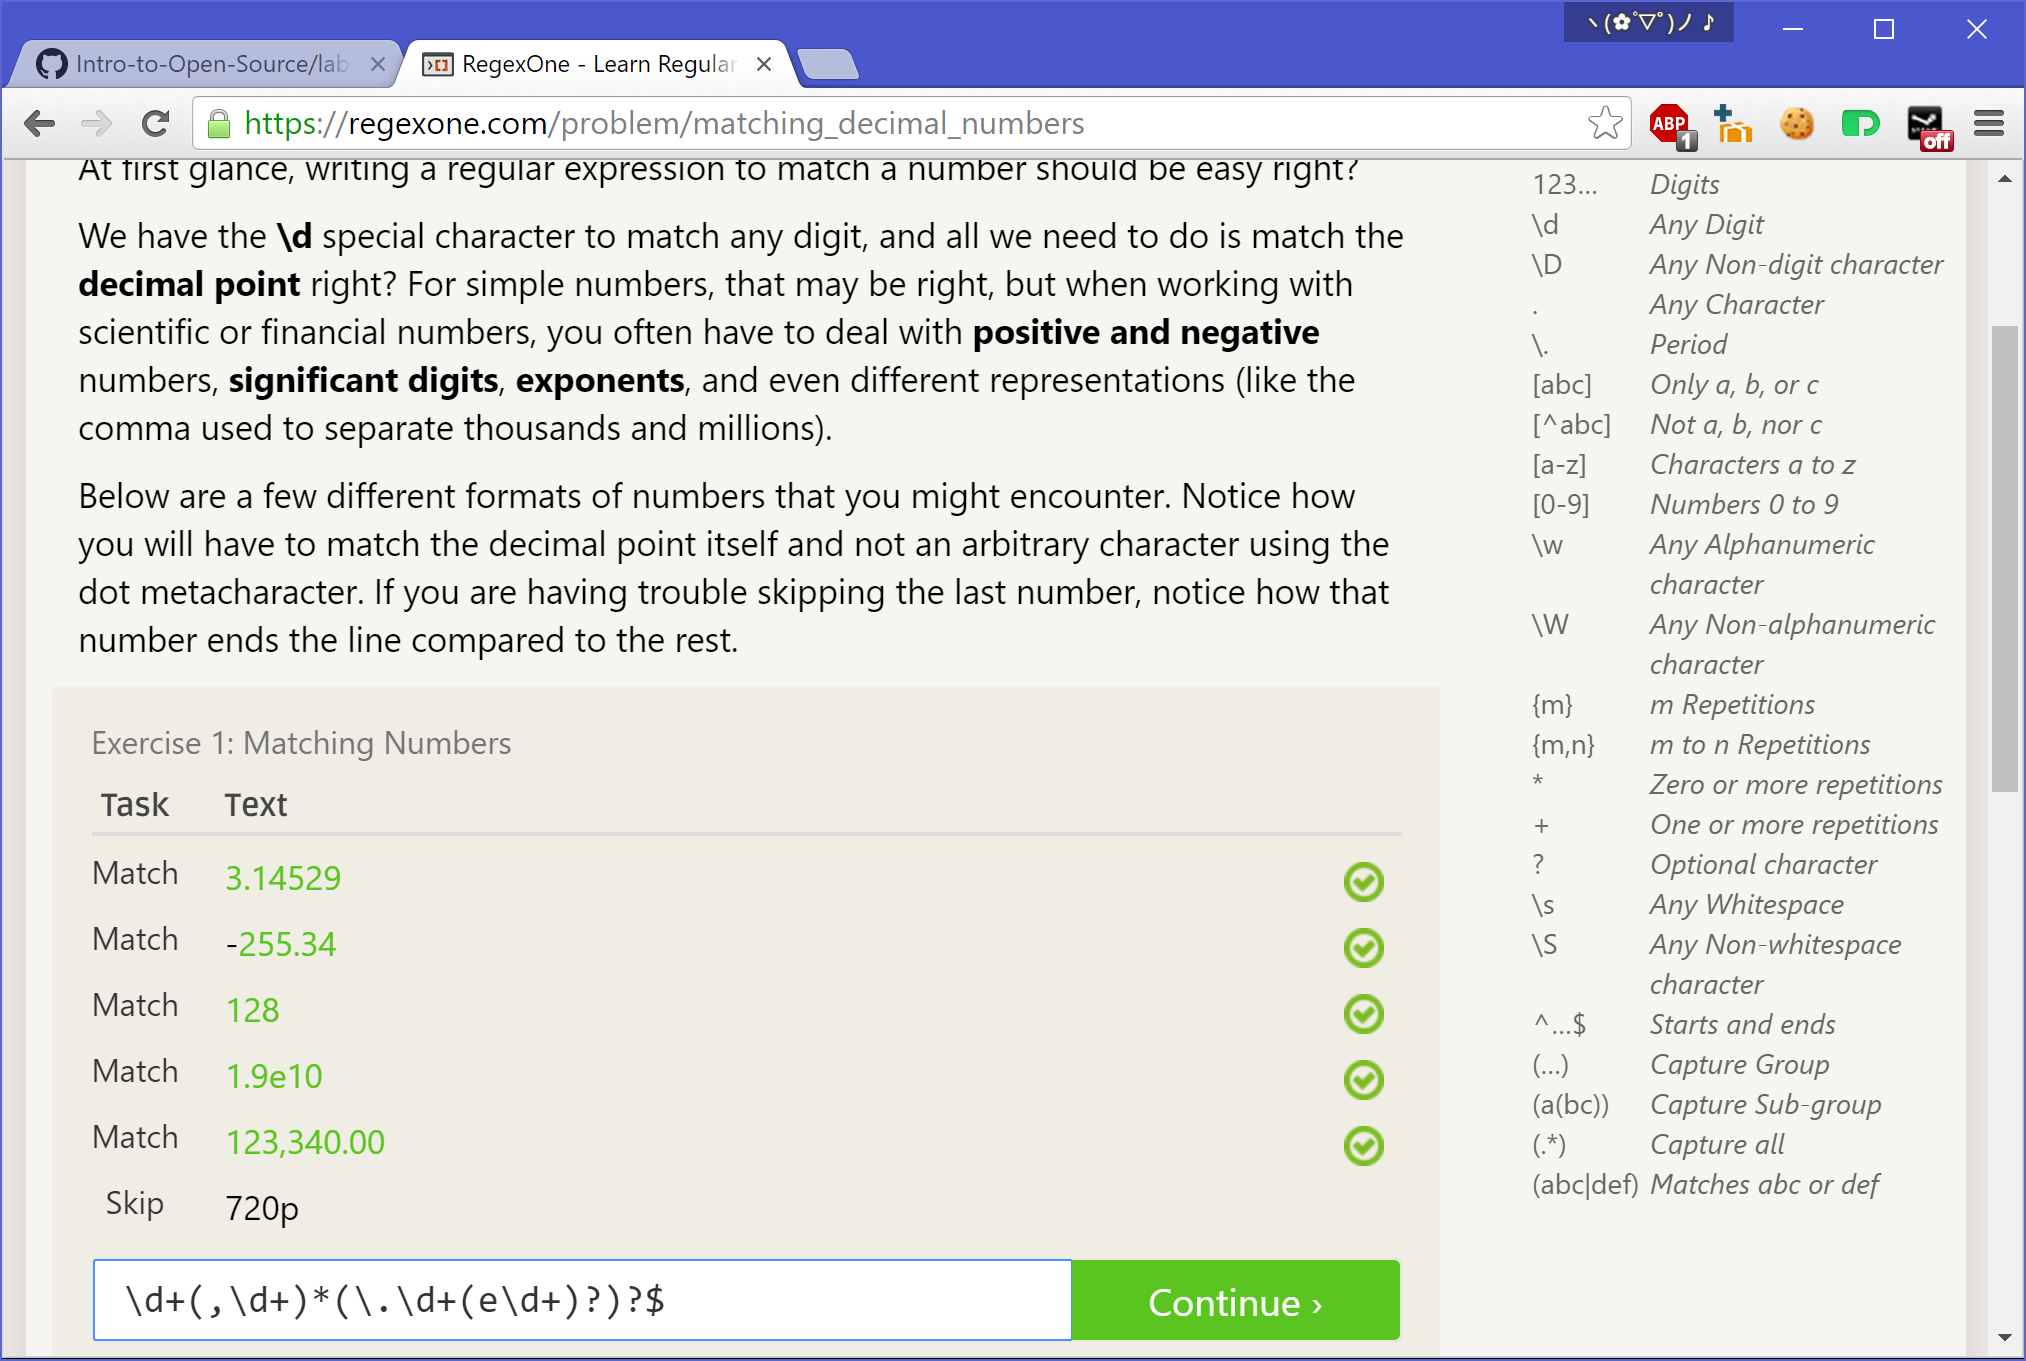 ヽ(✿ﾟ▽ﾟ)ノ ♪
Intro-to-Open-Source/lab
RegexOne - Learn Regular
https://regexone.com/problem/matching_decimal_numbers
ABP
1
off
At first glance, writing a regular expression to match a number should be easy right?
We have the \d special character to match any digit, and all we need to do is match the
decimal point right? For simple numbers, that may be right, but when working with
scientific or financial numbers, you often have to deal with positive and negative
numbers, significant digits, exponents, and even different representations (like the
comma used to separate thousands and millions).
Below are a few different formats of numbers that you might encounter. Notice how
you will have to match the decimal point itself and not an arbitrary character using the
dot metacharacter. If you are having trouble skipping the last number, notice how that
number ends the line compared to the rest.
Exercise 1: Matching Numbers
Task Text
Match 3.14529
Match -255.34
Match 128
Match 1.9e10
Match 123,340.00
Skip 720p
\d+(,\d+)*(\.\d+(e\d+)?)?$
Continue ›
123... Digits
\d Any Digit
\D Any Non-digit character
. Any Character
\. Period
[abc] Only a, b, or c
[^abc] Not a, b, nor c
[a-z] Characters a to z
[0-9] Numbers 0 to 9
\w Any Alphanumeric
character
\W Any Non-alphanumeric
character
{m} m Repetitions
{m,n} m to n Repetitions
* Zero or more repetitions
+ One or more repetitions
? Optional character
\s Any Whitespace
\S Any Non-whitespace
character
^...$ Starts and ends
(...) Capture Group
(a(bc)) Capture Sub-group
(.*) Capture all
(abc|def) Matches abc or def